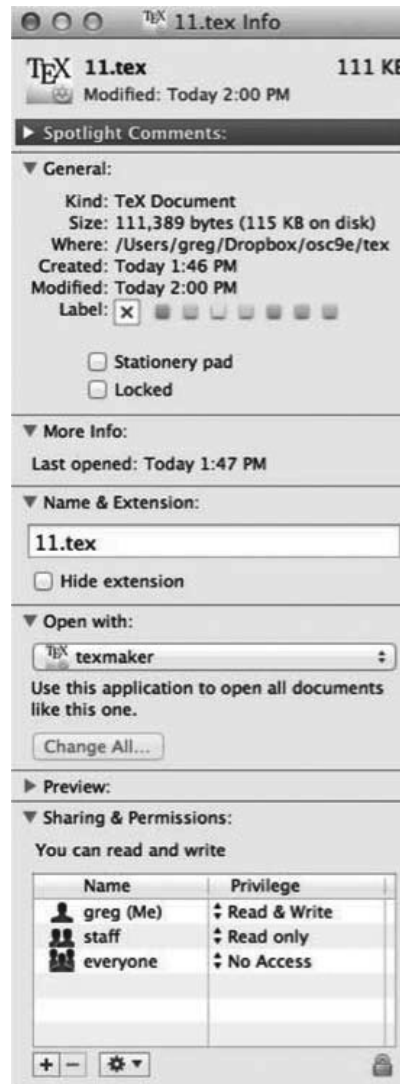 TEX 11.tex Info
TEX 11.tex 111 KB
Modified: Today 2:00 PM
Spotlight Comments:
General:
Kind: TeX Document
Size: 111,389 bytes (115 KB on disk)
Where: /Users/greg/Dropbox/osc9e/tex
Created: Today 1:46 PM
Modified: Today 2:00 PM
Label:
Stationery pad
Locked
More Info:
Last opened: Today 1:47 PM
Name & Extension:
11.tex
Hide extension
Open with:
TEX texmaker
Use this application to open all documents
like this one.
Change All...
Preview:
Sharing & Permissions:
You can read and write
Name Privilege
greg (Me) Read & Write
staff Read only
everyone No Access